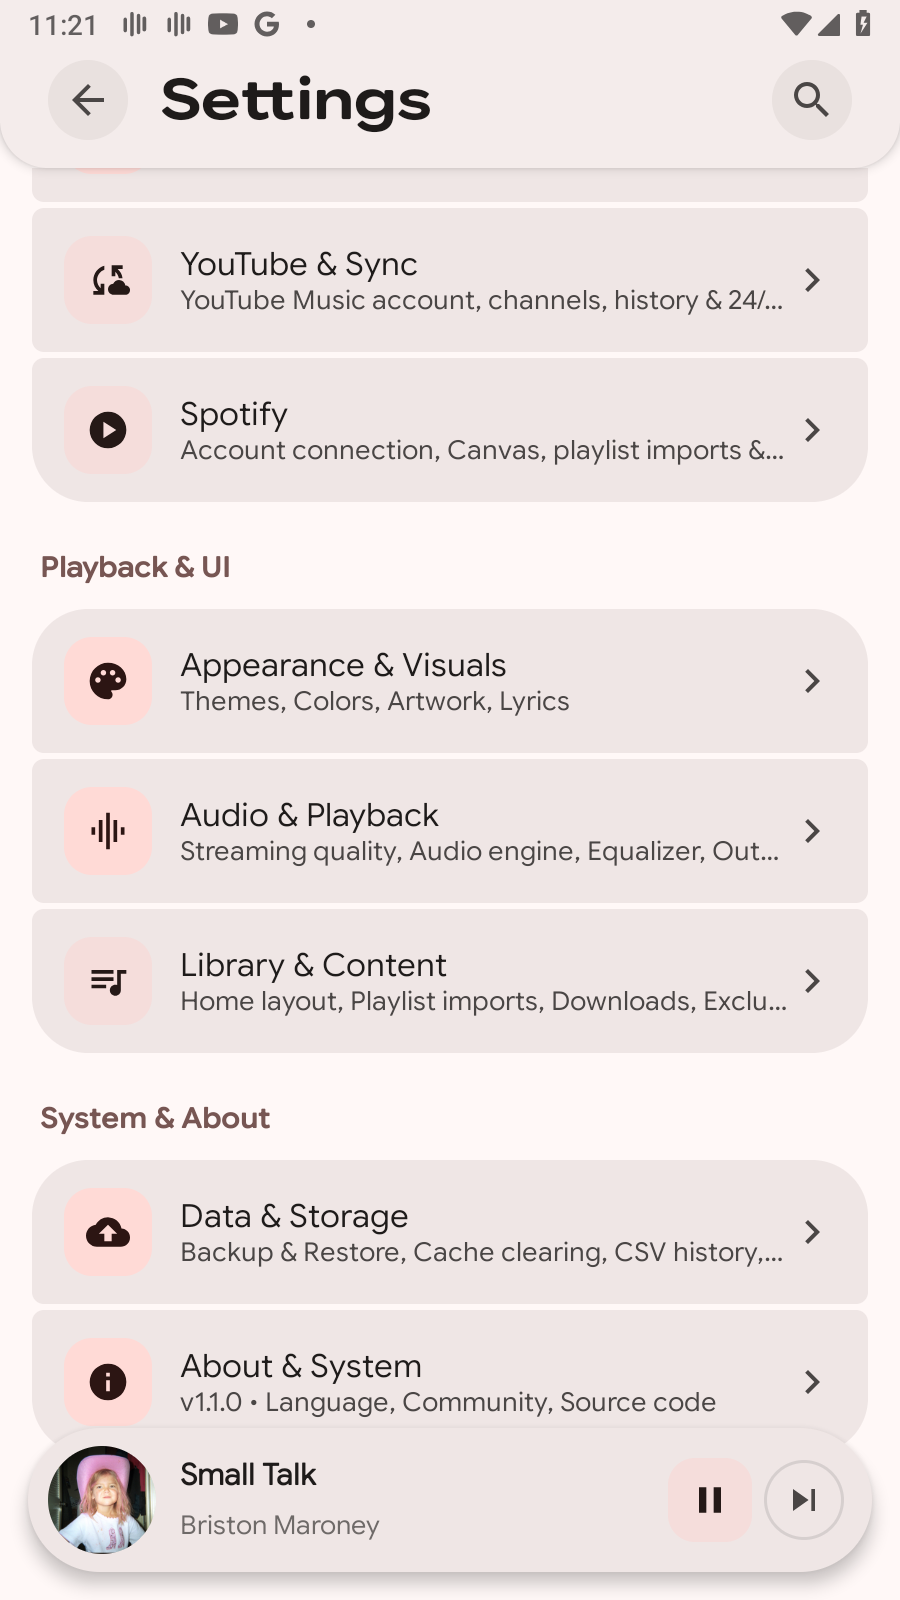 11:21
Settings
YouTube & Sync
YouTube Music account, channels, history & 24/...
Spotify
Account connection, Canvas, playlist imports &...
Playback & UI
Appearance & Visuals
Themes, Colors, Artwork, Lyrics
Audio & Playback
Streaming quality, Audio engine, Equalizer, Out...
Library & Content
Home layout, Playlist imports, Downloads, Exclu...
System & About
Data & Storage
Backup & Restore, Cache clearing, CSV history,...
About & System
v1.1.0 • Language, Community, Source code
Small Talk
Briston Maroney